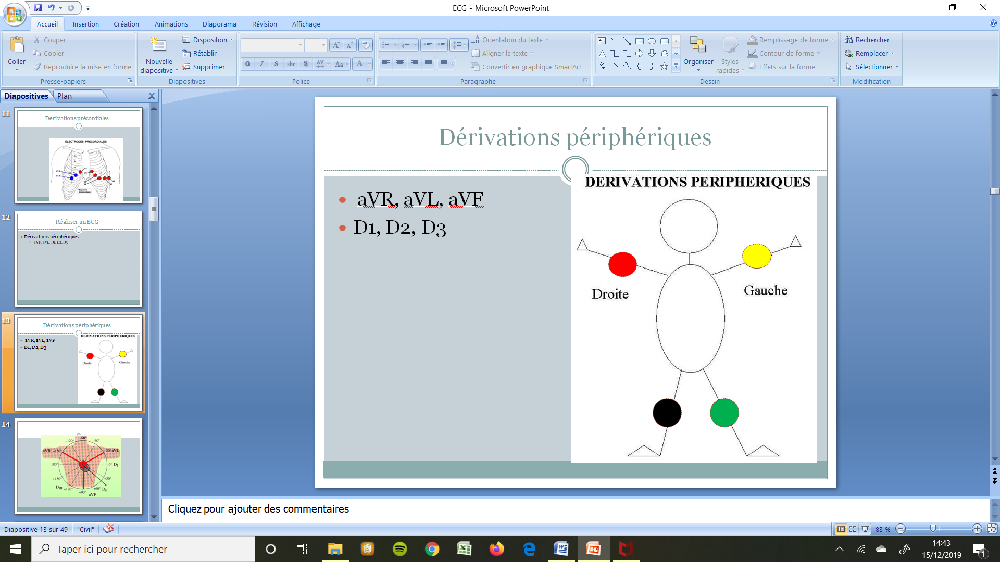 ECG - Microsoft PowerPoint
Accueil Insertion Création Animations Diaporama Révision Affichage
Coller
Couper
Copier
Reproduire la mise en forme
Presse-papiers
Nouvelle diapositive
Disposition
Rétablir
Supprimer
Diapositives
G I S abc S AV Aa A
Police
Orientation du texte
Aligner le texte
Convertir en graphique SmartArt
Paragraphe
Organiser
Styles rapides
Remplissage de forme
Contour de forme
Effets sur la forme
Dessin
Rechercher
Remplacer
Sélectionner
Modification
Diapositives Plan
11
Dérivations précordiales
ELECTRODES PRECORDIALES
12
Réaliser un ECG
Dérivations périphériques :
aVF, aVL, D1, D2, D3
13
Dérivations périphériques
DERIVATIONS PERIPHERIQUES
aVR, aVL, aVF
D1, D2, D3
Droite
Gauche
14
-120° -90° -60°
aVR -150° -30° aVL
180° 0° DI
+150° +30°
DIII +120° +90° +60° DII
aVF
Dérivations périphériques
aVR, aVL, aVF
D1, D2, D3
DERIVATIONS PERIPHERIQUES
Droite
Gauche
Cliquez pour ajouter des commentaires
Diapositive 13 sur 49 "Civil"
83 %
Taper ici pour rechercher
14:43
15/12/2019
1